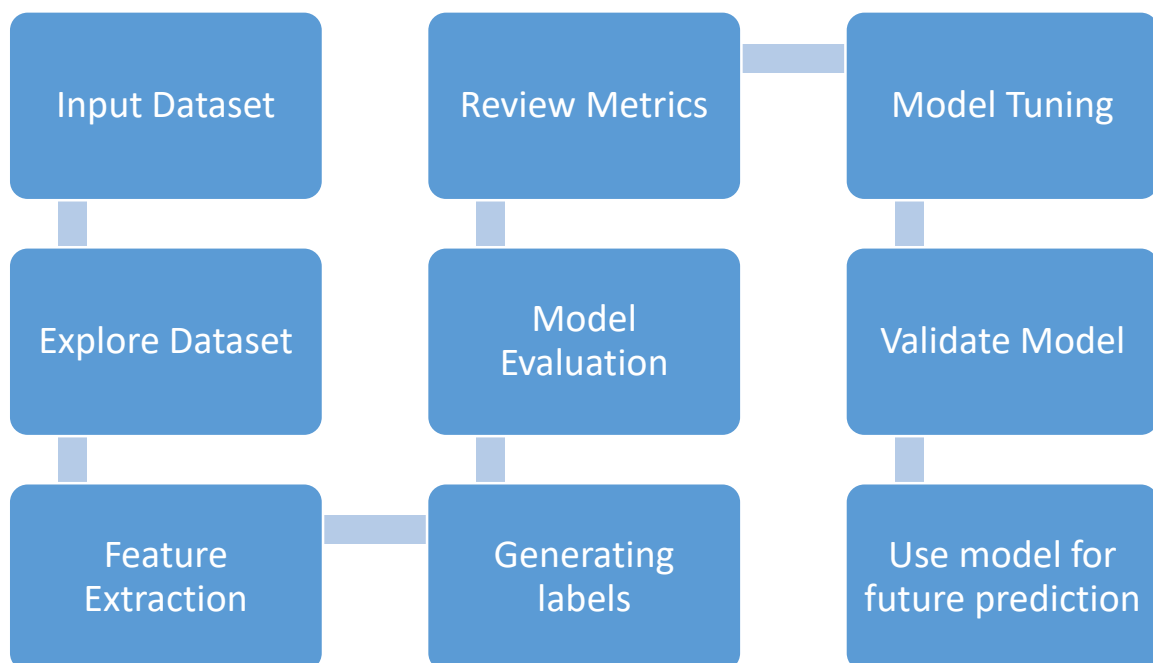 Input Dataset
Explore Dataset
Feature
Extraction
Generating
labels
Model
Evaluation
Review Metrics
Model Tuning
Validate Model
Use model for
future prediction